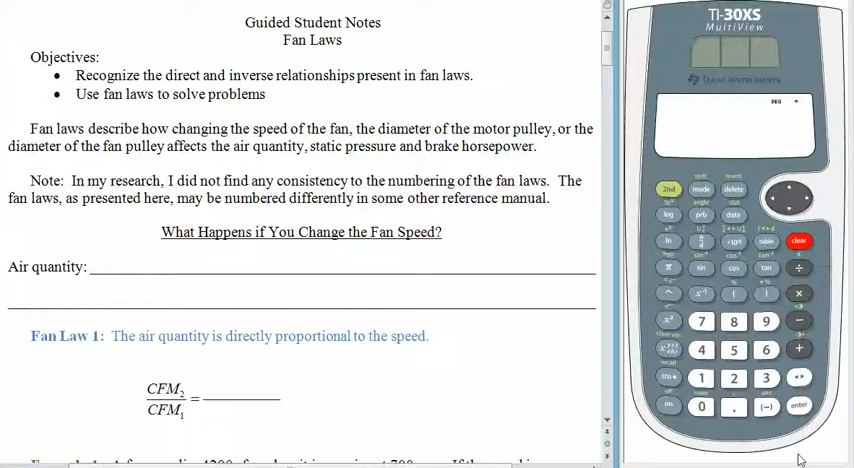 Guided Student Notes
Fan Laws
Objectives:
• Recognize the direct and inverse relationships present in fan laws.
• Use fan laws to solve problems
Fan laws describe how changing the speed of the fan, the diameter of the motor pulley, or the
diameter of the fan pulley affects the air quantity, static pressure and brake horsepower.
Note: In my research, I did not find any consistency to the numbering of the fan laws. The
fan laws, as presented here, may be numbered differently in some other reference manual.
What Happens if You Change the Fan Speed?
Air quantity:
Fan Law 1: The air quantity is directly proportional to the speed.
CFM₂
CFM₁ =
TI-30XS
MultiView
TEXAS INSTRUMENTS
DEG
2nd mode delete
log prb data
ln n/d ×10ⁿ table clear
π sin cos tan ÷
^ x⁻¹ ( ) ×
x² 7 8 9 −
4 5 6 +
sto► 1 2 3
on 0 . (−) enter